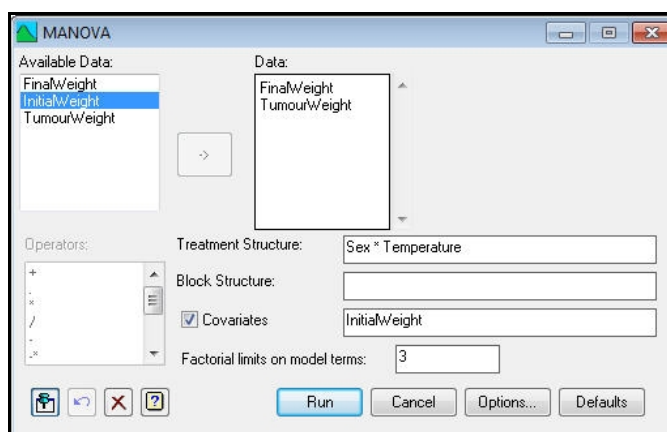 MANOVA
Available Data:
Data:
FinalWeight
InitialWeight
TumourWeight
->
FinalWeight
TumourWeight
Operators:
+
.
*
/
-
-*
Treatment Structure:
Sex * Temperature
Block Structure:
Covariates
InitialWeight
Factorial limits on model terms:
3
Run
Cancel
Options...
Defaults